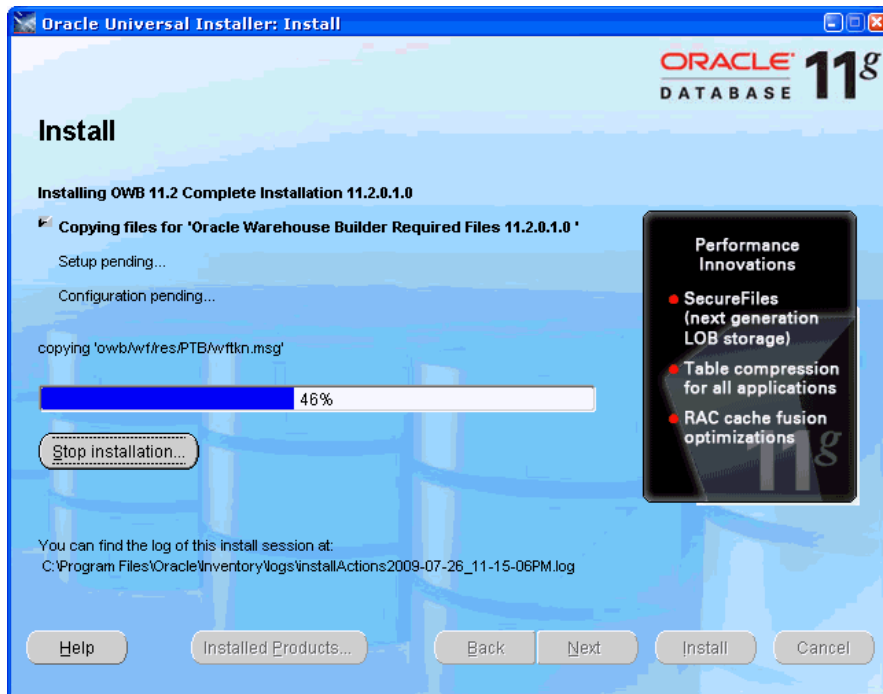 Oracle Universal Installer: Install
ORACLE
DATABASE
11g
Install
Installing OWB 11.2 Complete Installation 11.2.0.1.0
Copying files for 'Oracle Warehouse Builder Required Files 11.2.0.1.0 '
Setup pending...
Configuration pending...
copying 'owb/wf/res/PTB/wftkn.msg'
46%
Stop installation...
Performance
Innovations
SecureFiles
(next generation
LOB storage)
Table compression
for all applications
RAC cache fusion
optimizations
11g
You can find the log of this install session at:
C:\Program Files\Oracle\Inventory\logs\installActions2009-07-26_11-15-06PM.log
Help
Installed Products...
Back
Next
Install
Cancel